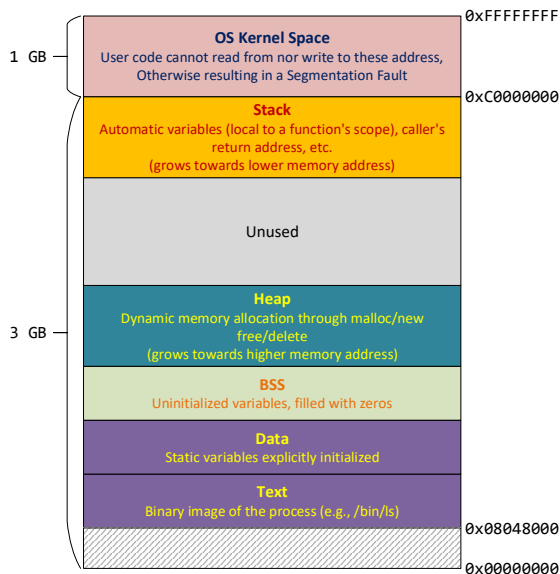 0xFFFFFFFF
OS Kernel Space
1 GB
User code cannot read from nor write to these address,
Otherwise resulting in a Segmentation Fault
0xC0000000
Stack
Automatic variables (local to a function's scope), caller's
return address, etc.
(grows towards lower memory address)
Unused
Heap
Dynamic memory allocation through malloc/new
free/delete
3 GB
(grows towards higher memory address)
BSS
Uninitialized variables, filled with zeros
Data
Static variables explicitly initialized
Text
Binary image of the process (e.g., /bin/ls)
0x08048000
0x00000000